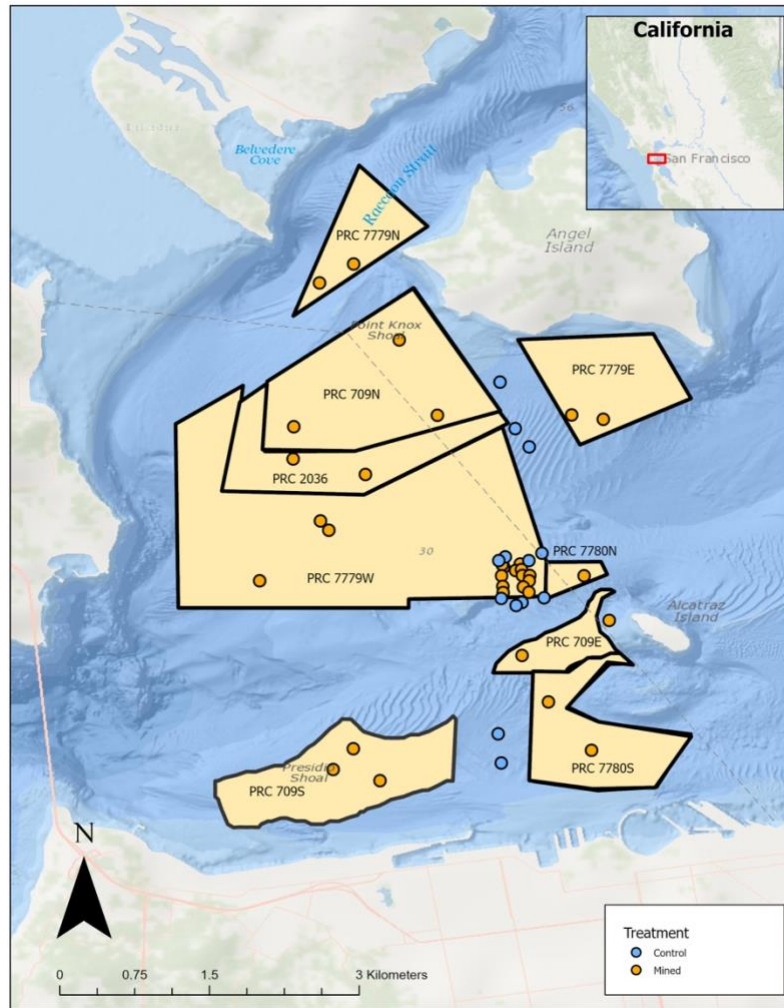 California
San Francisco
56
Belvedere
Cove
Raccoon Strait
Angel
Island
PRC 7779N
Point Knox
Shoal
PRC 7779E
PRC 709N
PRC 2036
30
PRC 7780N
PRC 7779W
Alcatraz
Island
PRC 709E
Presidio
Shoal
PRC 7780S
PRC 709S
N
Treatment
Control
Mined
0 0.75 1.5 3 Kilometers